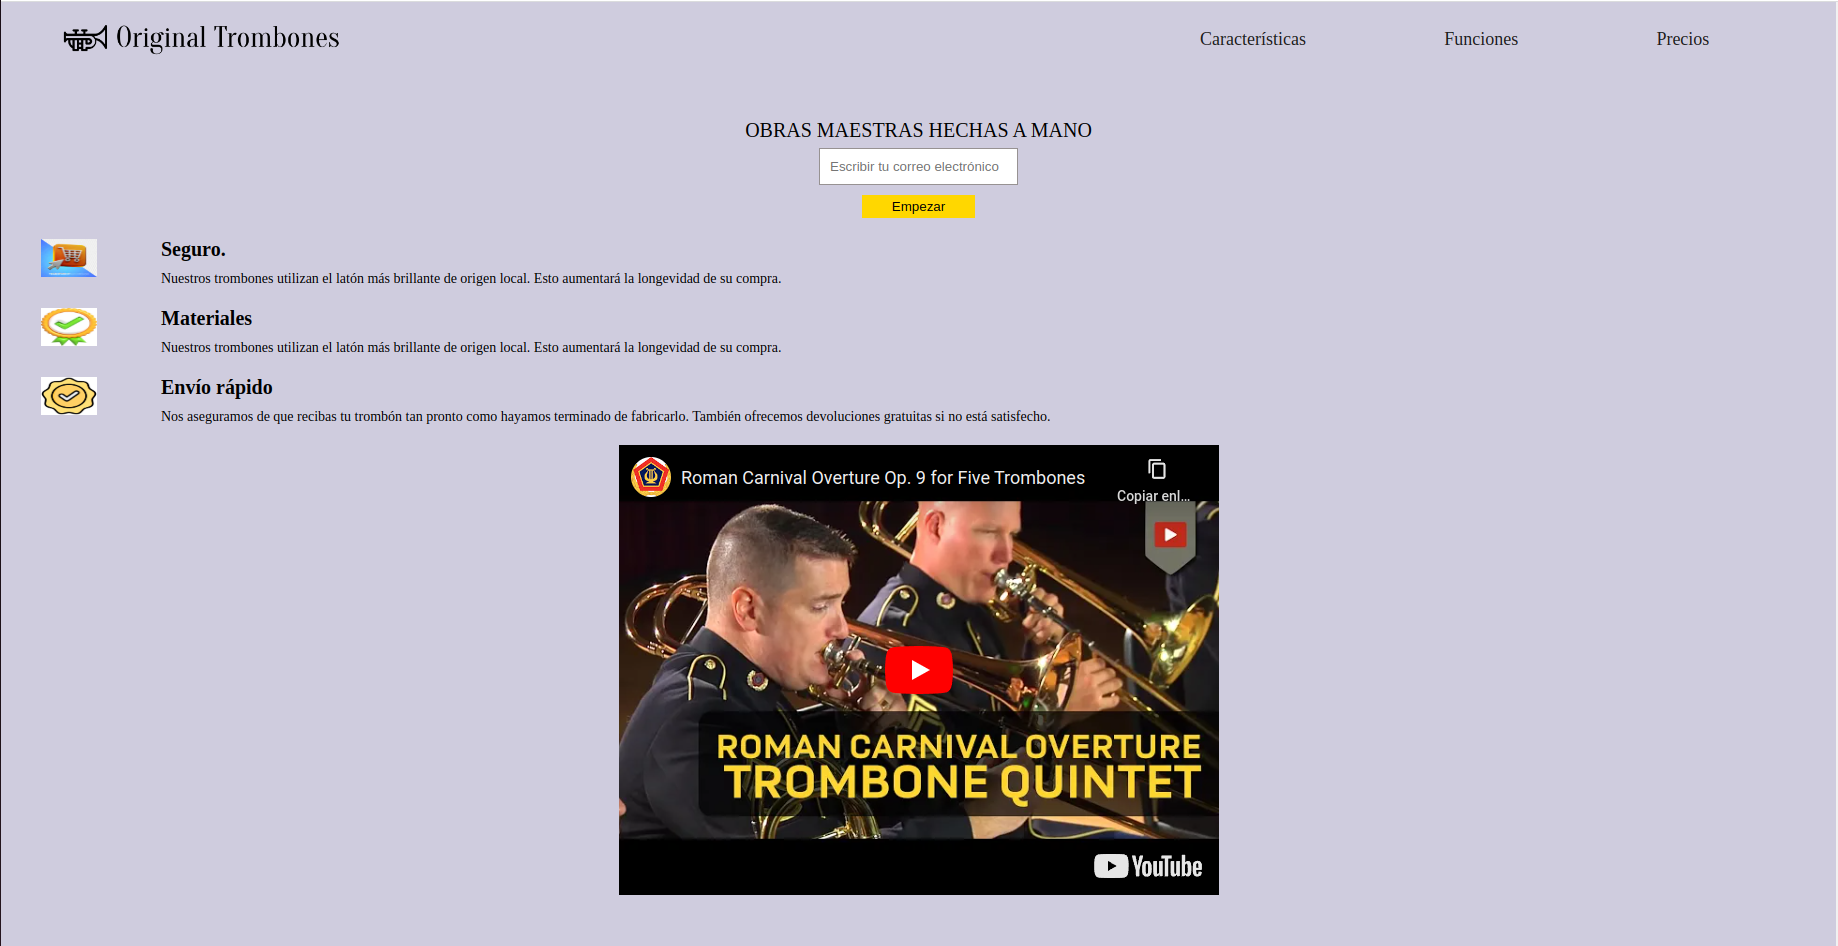 Original Trombones
Características
Funciones
Precios
OBRAS MAESTRAS HECHAS A MANO
Escribir tu correo electrónico
Empezar
Seguro.
Nuestros trombones utilizan el latón más brillante de origen local. Esto aumentará la longevidad de su compra.
Materiales
Nuestros trombones utilizan el latón más brillante de origen local. Esto aumentará la longevidad de su compra.
Envío rápido
Nos aseguramos de que recibas tu trombón tan pronto como hayamos terminado de fabricarlo. También ofrecemos devoluciones gratuitas si no está satisfecho.
Roman Carnival Overture Op. 9 for Five Trombones
Copiar enl...
ROMAN CARNIVAL OVERTURE
TROMBONE QUINTET
YouTube